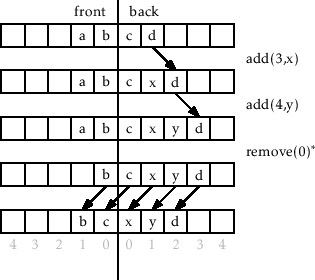 front back
a b c d
add(3,x)
a b c x d
add(4,y)
a b c x y d
remove(0)*
b c x y d
b c x y d
4 3 2 1 0 0 1 2 3 4